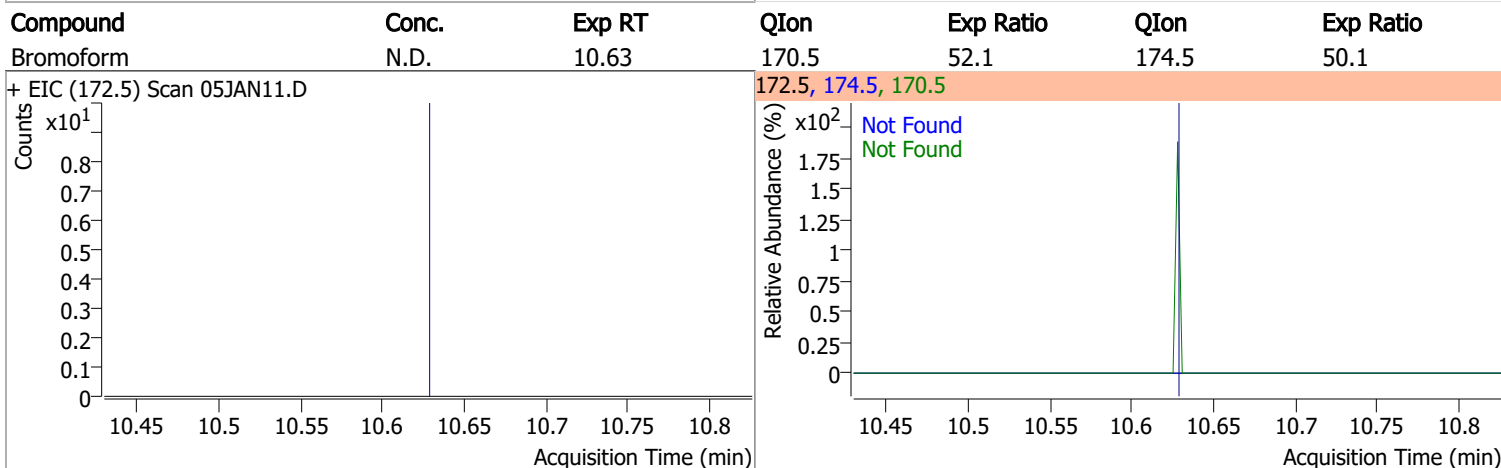 Compound Conc. Exp RT QIon Exp Ratio QIon Exp Ratio
Bromoform N.D. 10.63 170.5 52.1 174.5 50.1
+ EIC (172.5) Scan 05JAN11.D
Counts
x10¹
0.8
0.7
0.6
0.5
0.4
0.3
0.2
0.1
0
10.45 10.5 10.55 10.6 10.65 10.7 10.75 10.8
Acquisition Time (min)
172.5, 174.5, 170.5
Relative Abundance (%)
x10²
Not Found
Not Found
1.75
1.5
1.25
1
0.75
0.5
0.25
0
10.45 10.5 10.55 10.6 10.65 10.7 10.75 10.8
Acquisition Time (min)